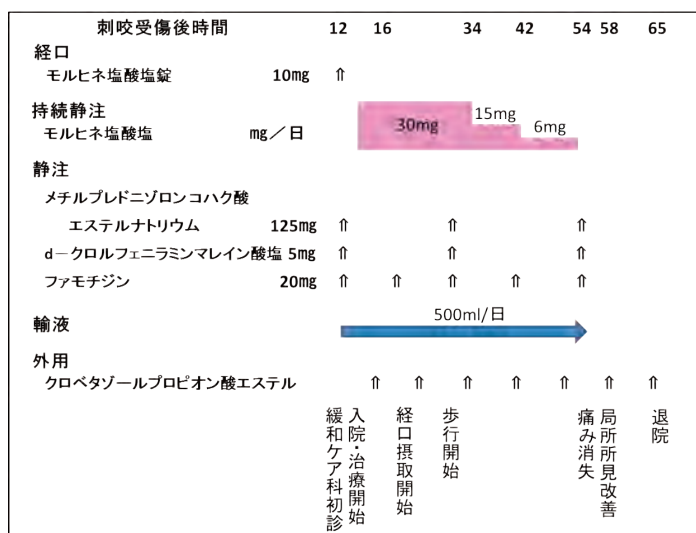 刺咬受傷後時間 12 16 34 42 54 58 65
経口
モルヒネ塩酸塩錠 10mg ⇑
持続静注 15mg
モルヒネ塩酸塩 mg/日 30mg 6mg
静注
メチルプレドニゾロンコハク酸
エステルナトリウム 125mg ⇑ ⇑ ⇑
d－クロルフェニラミンマレイン酸塩 5mg ⇑ ⇑ ⇑
ファモチジン 20mg ⇑ ⇑ ⇑ ⇑ ⇑
輸液 500ml/日
外用
クロベタゾールプロピオン酸エステル ⇑ ⇑ ⇑ ⇑ ⇑ ⇑ ⇑
緩和ケア科初診
入院・治療開始
経口摂取開始
歩行開始
痛み消失
局所所見改善
退院